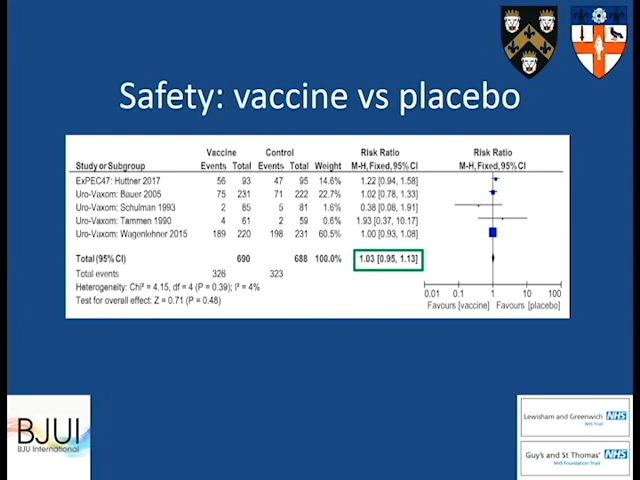 Safety: vaccine vs placebo
Vaccine Control Risk Ratio Risk Ratio
Study or Subgroup Events Total Events Total Weight M-H, Fixed, 95% CI M-H, Fixed, 95% CI
ExPEC47: Huttner 2017 56 93 47 95 14.6% 1.22 [0.94, 1.58]
Uro-Vaxom: Bauer 2005 75 231 71 222 22.7% 1.02 [0.78, 1.33]
Uro-Vaxom: Schulman 1993 2 85 5 81 1.6% 0.38 [0.08, 1.91]
Uro-Vaxom: Tammen 1990 4 61 2 59 0.6% 1.93 [0.37, 10.17]
Uro-Vaxom: Wagenlehner 2015 189 220 198 231 60.5% 1.00 [0.93, 1.08]
Total (95% CI) 690 688 100.0% 1.03 [0.95, 1.13]
Total events 326 323
Heterogeneity: Chi² = 4.15, df = 4 (P = 0.39); I² = 4%
Test for overall effect: Z = 0.71 (P = 0.48)
0.01 0.1 1 10 100
Favours [vaccine] Favours [placebo]
BJUI
BJU International
Lewisham and Greenwich NHS
NHS Trust
Guy's and St Thomas' NHS
NHS Foundation Trust